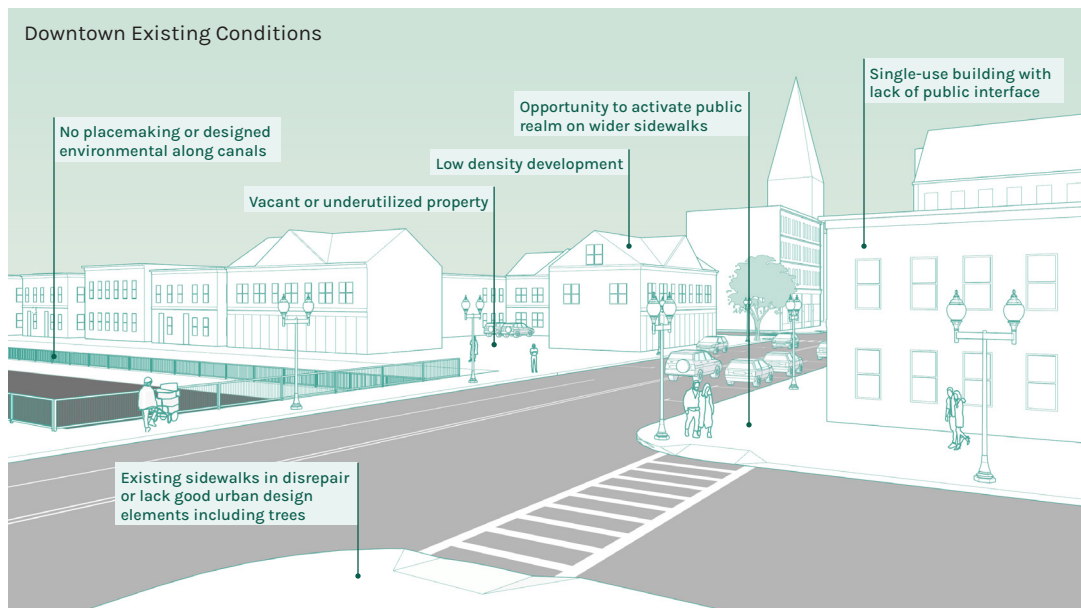 Downtown Existing Conditions
No placemaking or designed
environmental along canals
Vacant or underutilized property
Low density development
Opportunity to activate public
realm on wider sidewalks
Single-use building with
lack of public interface
Existing sidewalks in disrepair
or lack good urban design
elements including trees